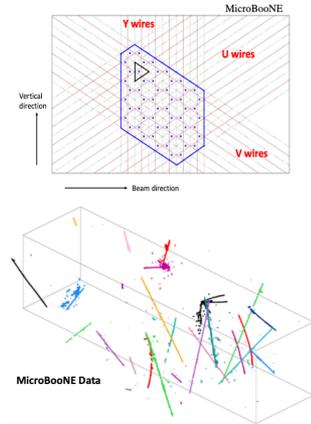 MicroBooNE
Y wires
U wires
Vertical
direction
V wires
Beam direction
MicroBooNE Data